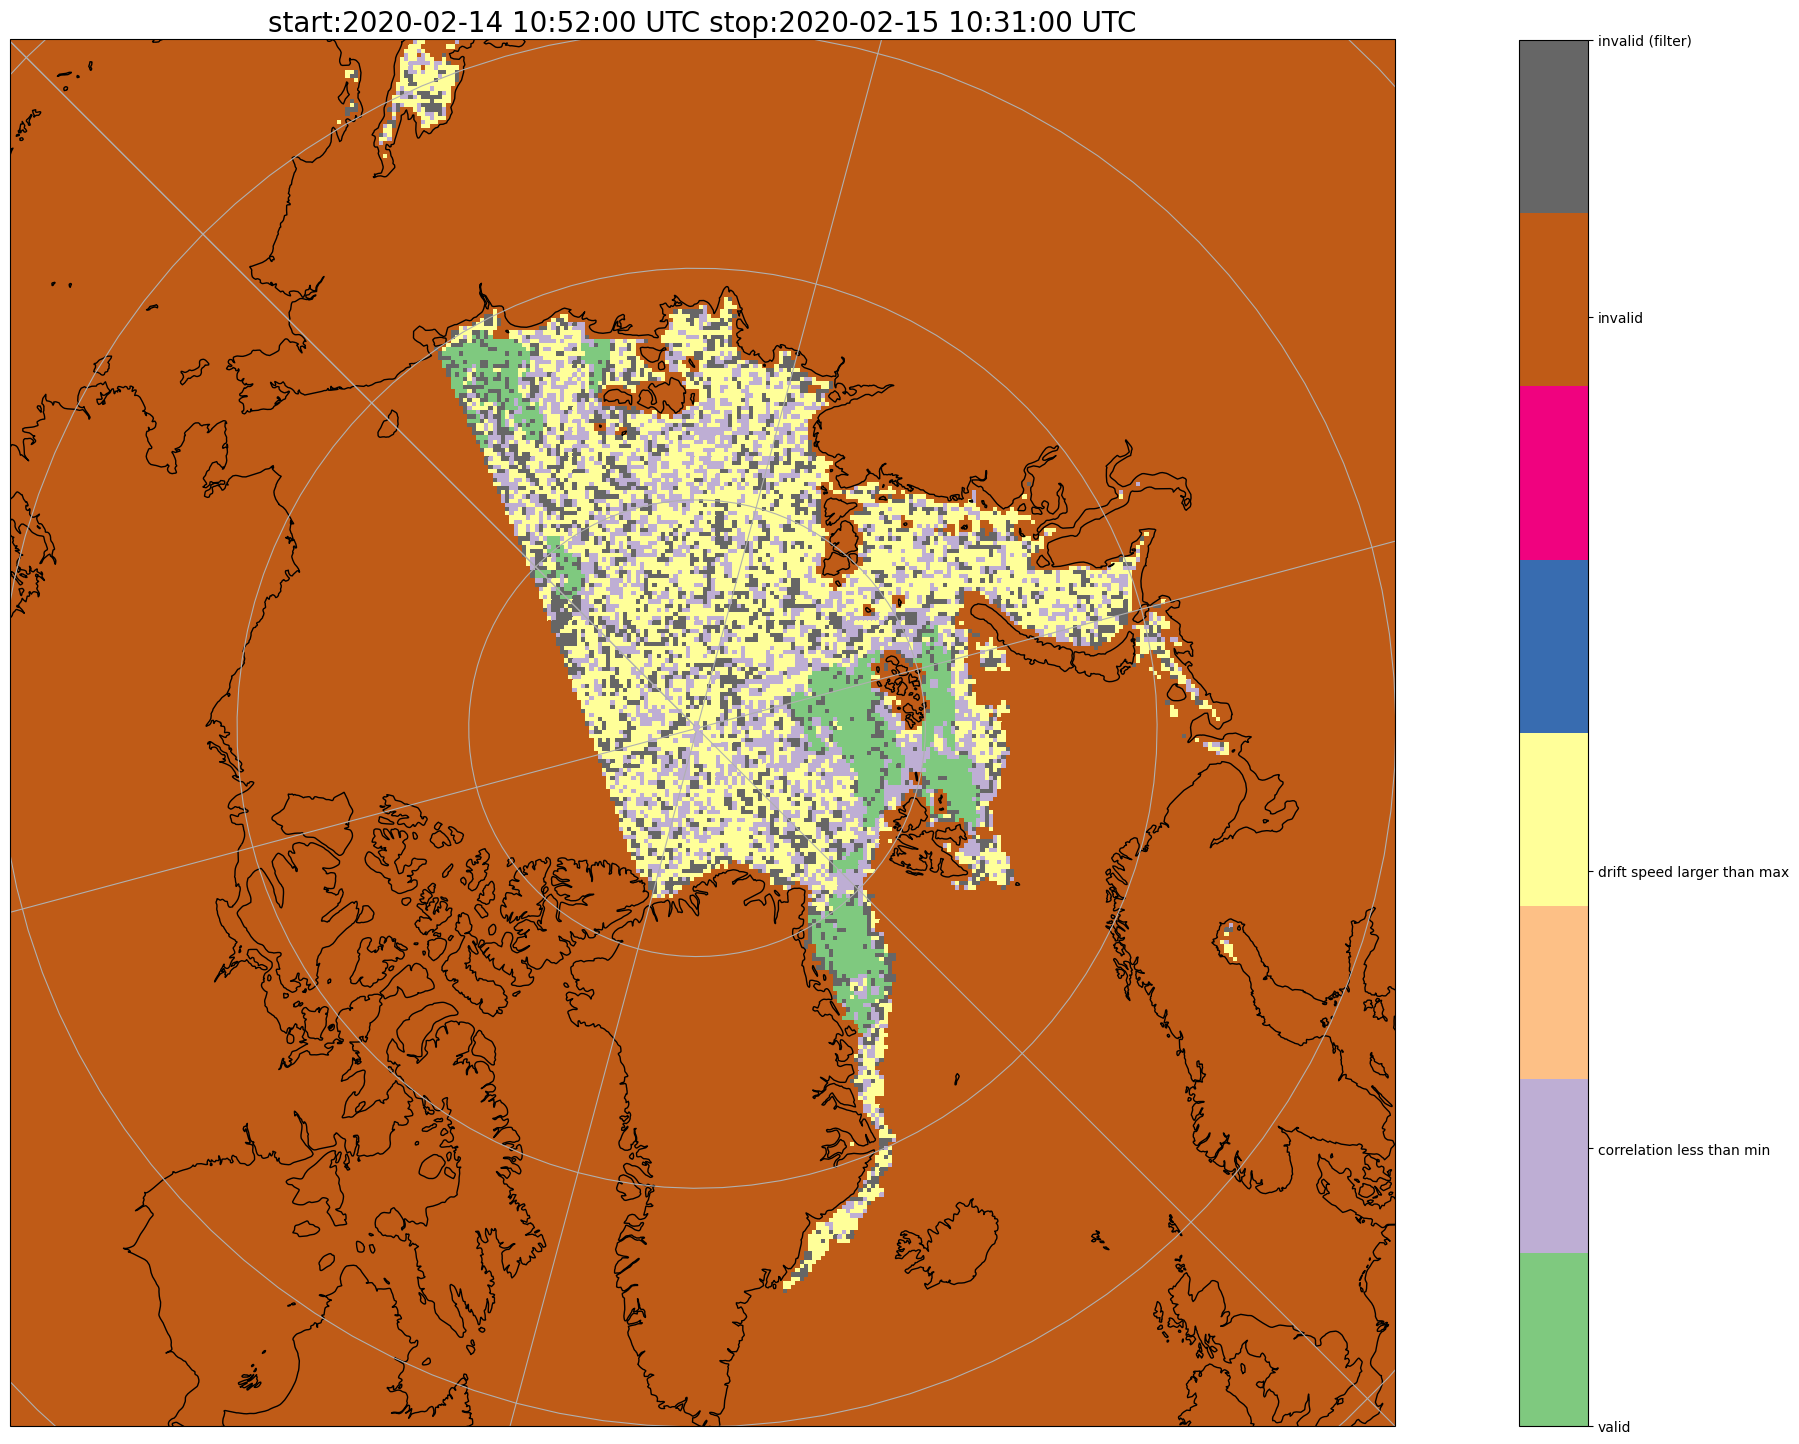 start:2020-02-14 10:52:00 UTC stop:2020-02-15 10:31:00 UTC
invalid (filter)
invalid
drift speed larger than max
correlation less than min
valid